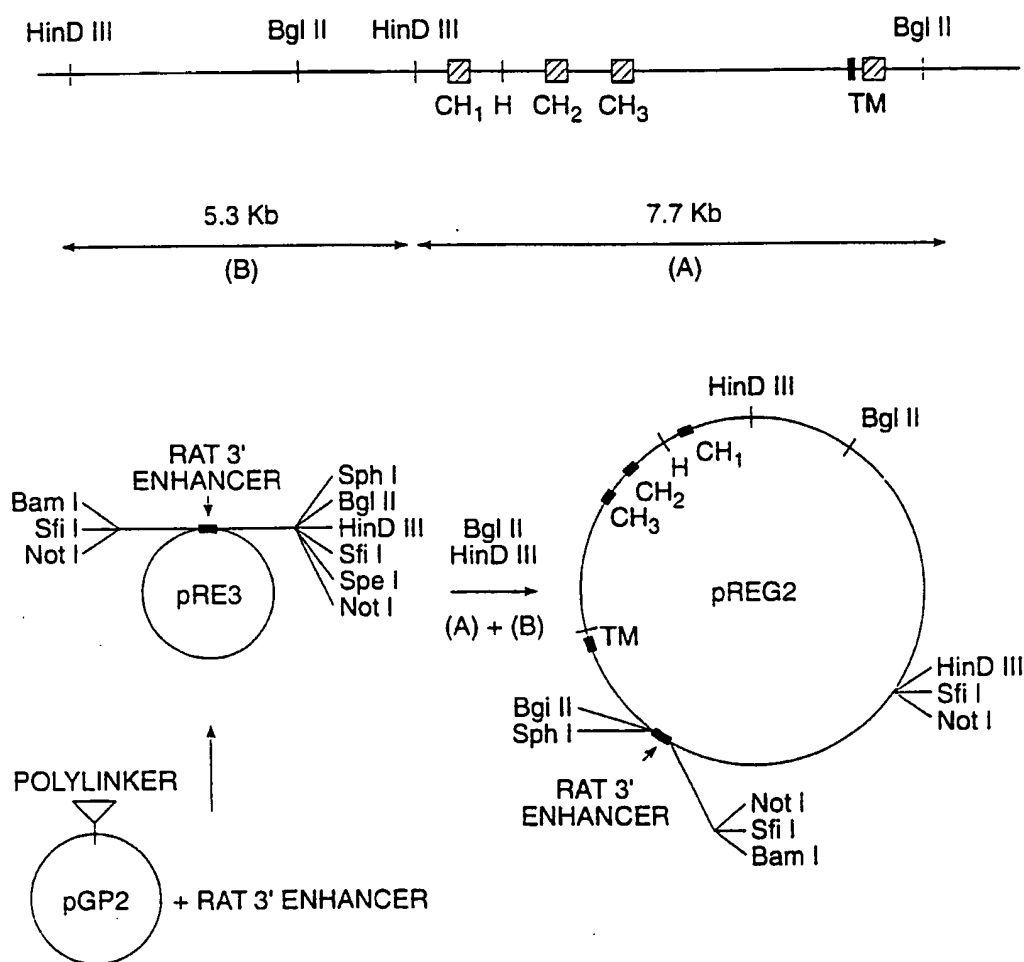 HinD III Bgl II HinD III Bgl II
CH1 H CH2 CH3 TM
5.3 Kb 7.7 Kb
(B) (A)
RAT 3'
ENHANCER
Bam I
Sfi I
Not I
Sph I
Bgl II
HinD III
Sfi I
Spe I
Not I
pRE3
Bgl II
HinD III
(A) + (B)
HinD III
Bgl II
CH1
H
CH2
CH3
pREG2
TM
HinD III
Sfi I
Not I
Bgi II
Sph I
RAT 3'
ENHANCER
Not I
Sfi I
Bam I
POLYLINKER
pGP2 + RAT 3' ENHANCER